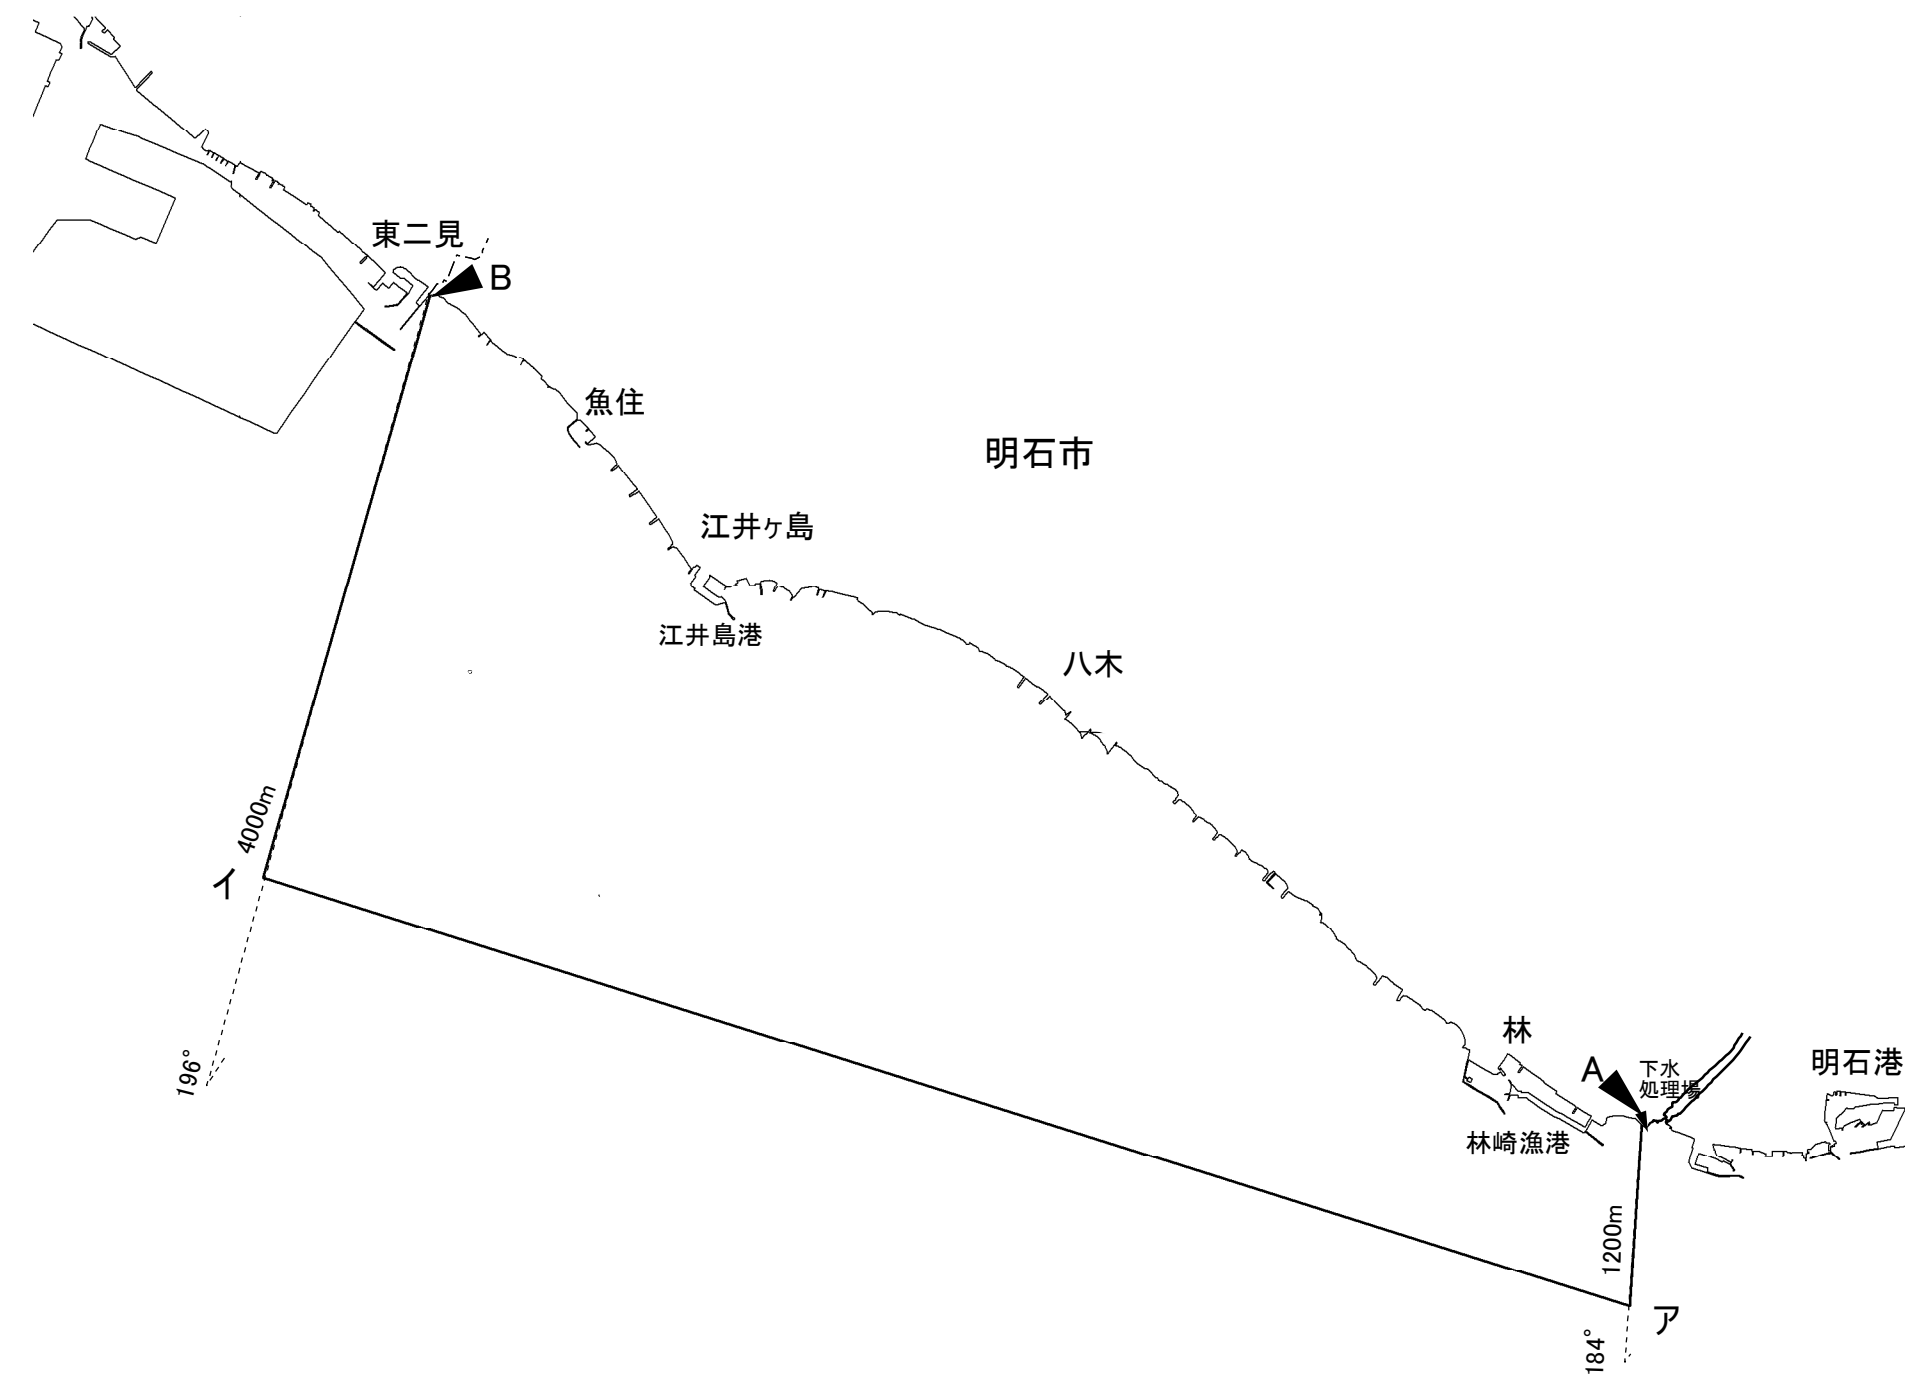 東二見
B
魚住
明石市
江井ヶ島
江井島港
八木
4000m
イ
196°
林
A
下水
処理場
明石港
林崎漁港
1200m
ア
184°